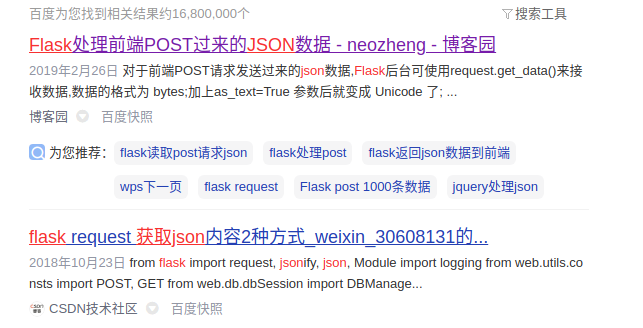 百度为您找到相关结果约16,800,000个 搜索工具
Flask处理前端POST过来的JSON数据 - neozheng - 博客园
2019年2月26日 对于前端POST请求发送过来的json数据,Flask后台可使用request.get_data()来接
收数据,数据的格式为 bytes;加上as_text=True 参数后就变成 Unicode 了; ...
博客园 百度快照
为您推荐: flask读取post请求json flask处理post flask返回json数据到前端
wps下一页 flask request Flask post 1000条数据 jquery处理json
flask request 获取json内容2种方式_weixin_30608131的...
2018年10月23日 from flask import request, jsonify, json, Module import logging from web.utils.co
nsts import POST, GET from web.db.dbSession import DBManage...
CSDN技术社区 百度快照